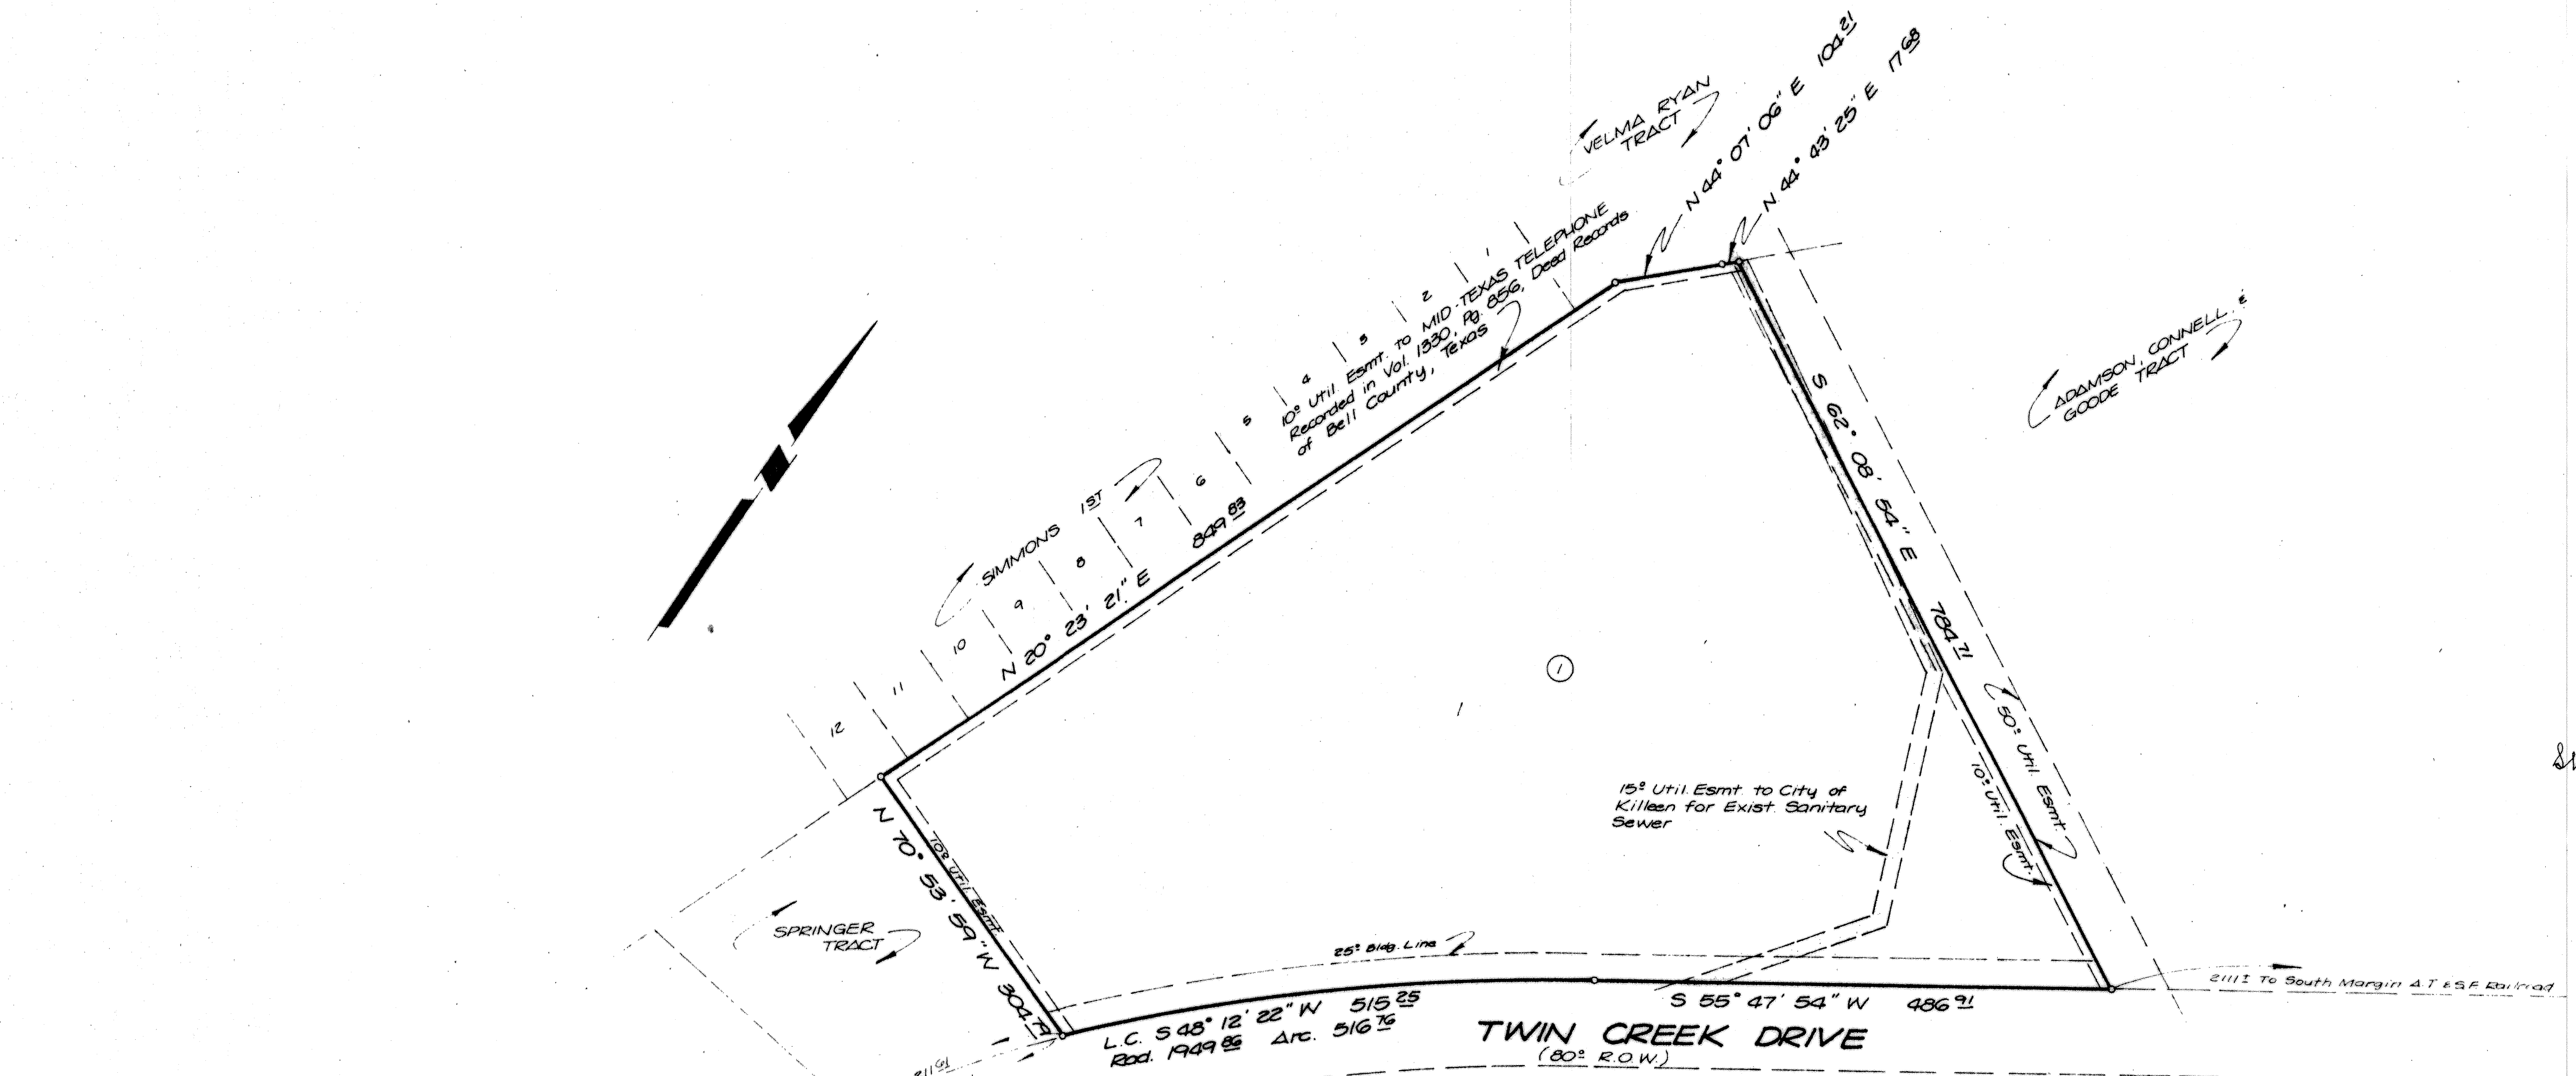 VELMA RYAN
TRACT
N 44° 07' 06" E 104 21
N 44° 43' 25" E 17 68
10° Util. Esmt. to MID-TEXAS TELEPHONE
Recorded in Vol. 1330, Pg. 856, Deed Records
of Bell County, Texas
1
2
3
4
5
6
7
8
9
10
11
12
SIMMONS 1ST
N 20° 23' 21" E 849 83
ADAMSON, CONNELL &
GOODE TRACT
S 62° 08' 54" E 784 71
50° Util. Esmt.
10° Util. Esmt.
1
1
15° Util. Esmt. to City of
Killeen for Exist. Sanitary
Sewer
N 70° 53' 59" W 304 79
10° Util. Esmt.
SPRINGER
TRACT
25° Bldg. Line
L.C. S 48° 12' 22" W 515 25
Rad. 1949 86 Arc. 516 76
S 55° 47' 54" W 486 91
TWIN CREEK DRIVE
(80° R.O.W.)
2111± To South Margin A.T. & S.F. Railroad